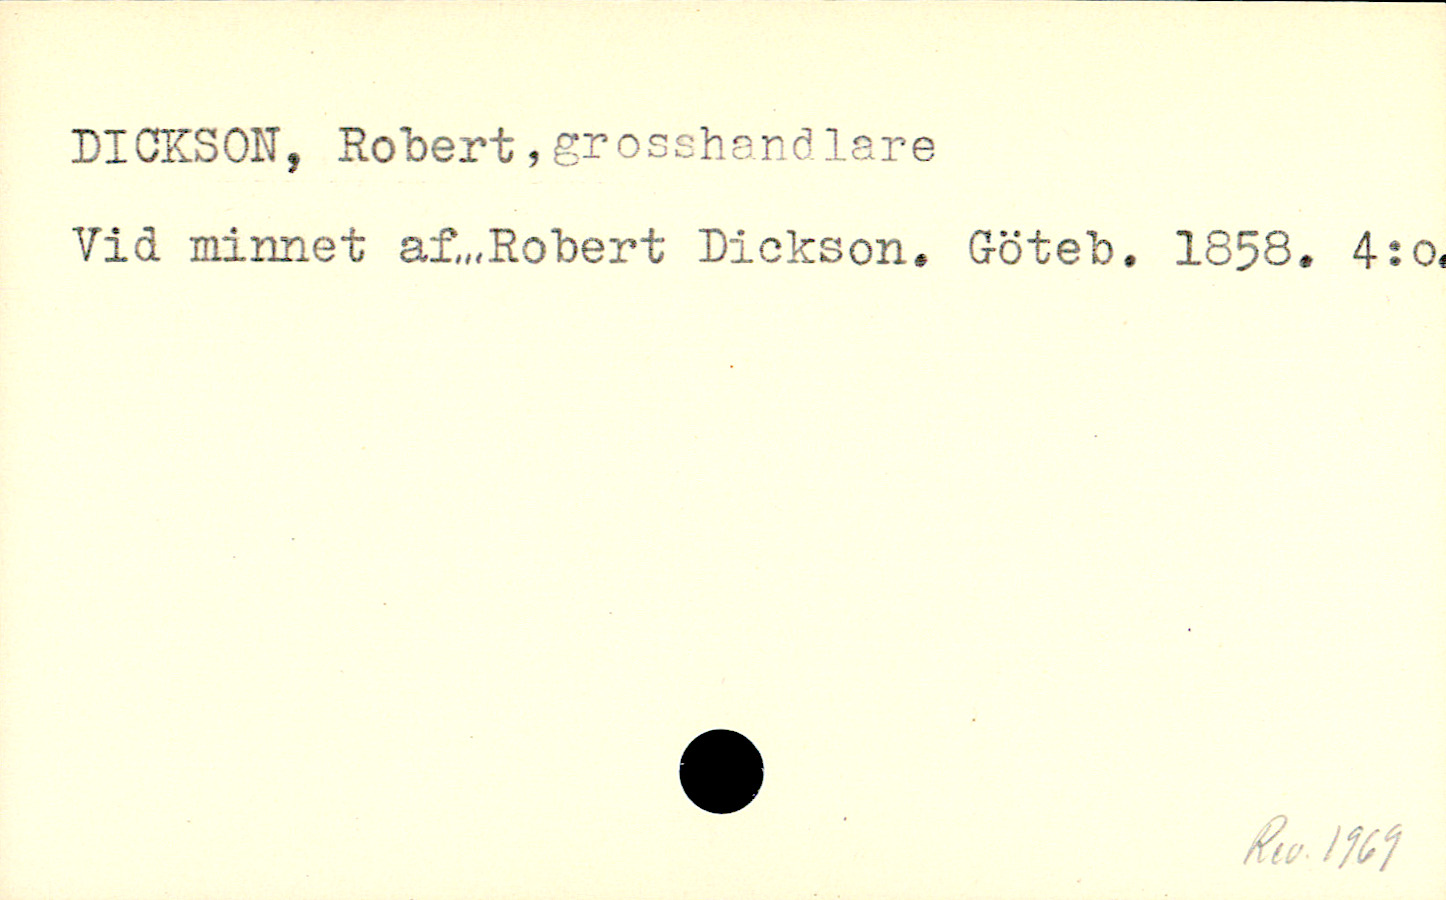 DICKSON, Robert, grosshandlare
Vid minnet af...Robert Dickson. Göteb. 1858. 4:o.
Rev. 1969